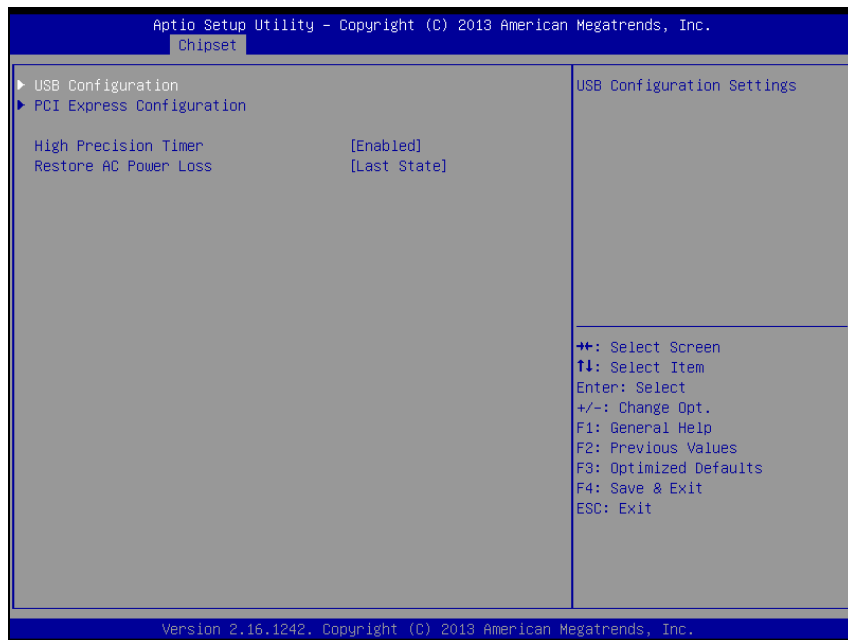 Aptio Setup Utility – Copyright (C) 2013 American Megatrends, Inc.
Chipset
USB Configuration
PCI Express Configuration
High Precision Timer [Enabled]
Restore AC Power Loss [Last State]
USB Configuration Settings
→←: Select Screen
↑↓: Select Item
Enter: Select
+/-: Change Opt.
F1: General Help
F2: Previous Values
F3: Optimized Defaults
F4: Save & Exit
ESC: Exit
Version 2.16.1242. Copyright (C) 2013 American Megatrends, Inc.